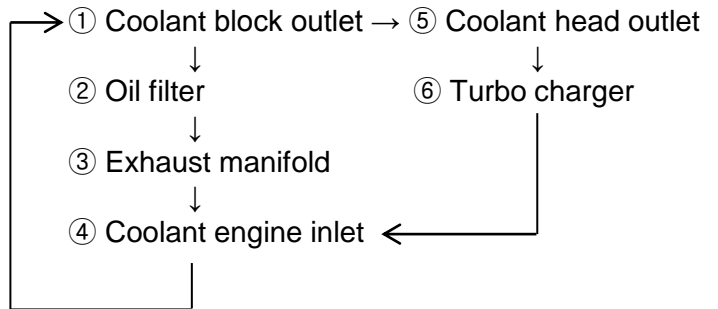 ① Coolant block outlet → ⑤ Coolant head outlet
↓ ↓
② Oil filter ⑥ Turbo charger
↓
③ Exhaust manifold
↓
④ Coolant engine inlet